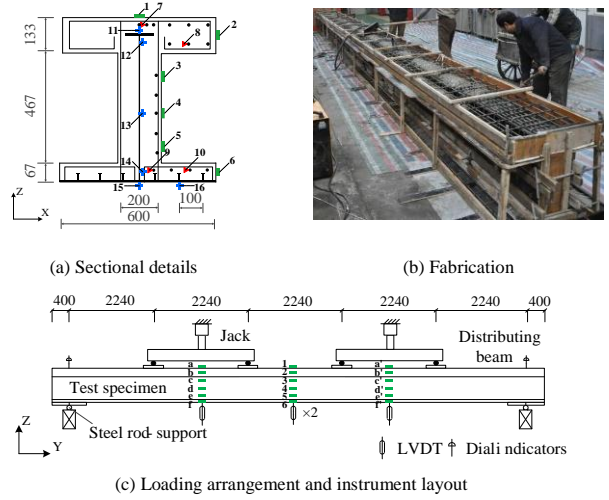 1 7 2
11
12 8
133
3
467
13 4
5
14 9 10 6
67
15 16
Z
X
200 100
600
(a) Sectional details
(b) Fabrication
400 2240 2240 2240 2240 2240 400
Jack
Distributing
beam
a 1 a'
b 2 b'
c 3 c'
Test specimen d 4 d'
e 5 e'
f 6 f'
×2
Z
Y
Steel rod- support
LVDT Diali ndicators
(c) Loading arrangement and instrument layout